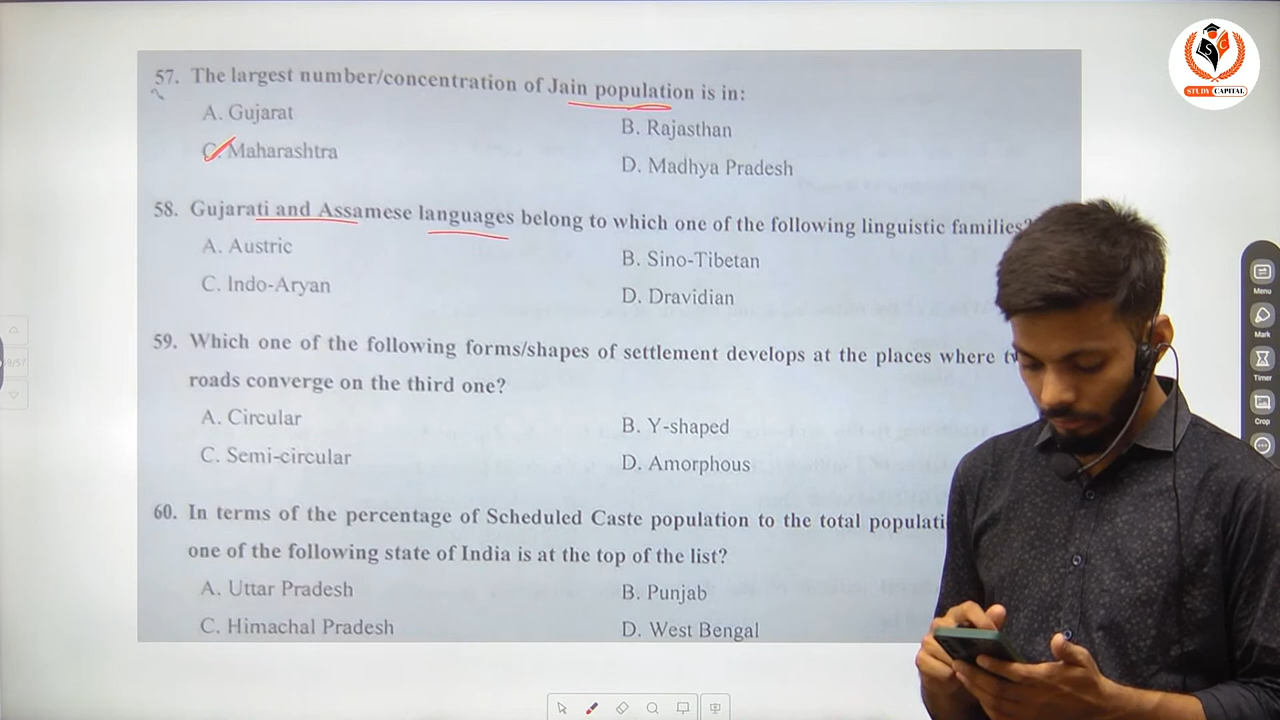 57. The largest number/concentration of Jain population is in:
A. Gujarat
B. Rajasthan
C. Maharashtra
D. Madhya Pradesh
58. Gujarati and Assamese languages belong to which one of the following linguistic families?
A. Austric
B. Sino-Tibetan
C. Indo-Aryan
D. Dravidian
59. Which one of the following forms/shapes of settlement develops at the places where
roads converge on the third one?
A. Circular
B. Y-shaped
C. Semi-circular
D. Amorphous
60. In terms of the percentage of Scheduled Caste population to the total
one of the following state of India is at the top of the list?
A. Uttar Pradesh
B. Punjab
C. Himachal Pradesh
D. West Bengal
S C
STUDY CAPITAL
Menu
Mark
Timer
Crop